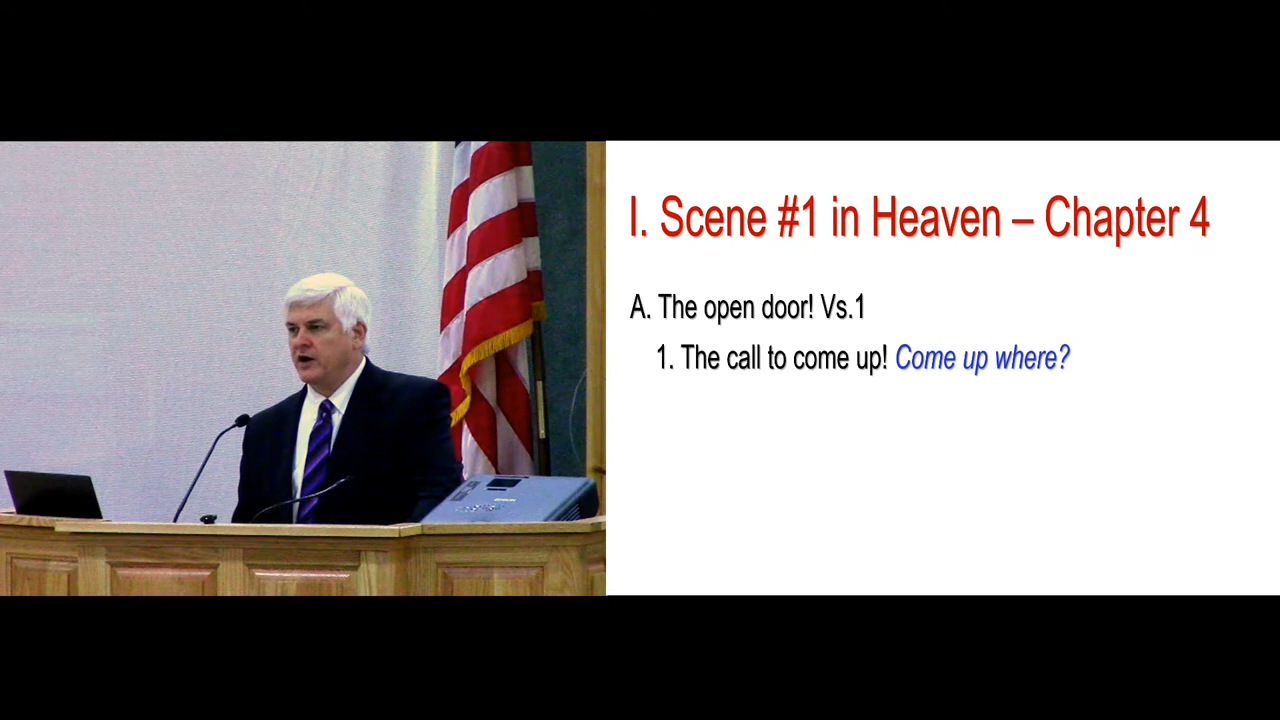 I. Scene #1 in Heaven – Chapter 4
A. The open door! Vs.1
1. The call to come up! Come up where?
EPSON